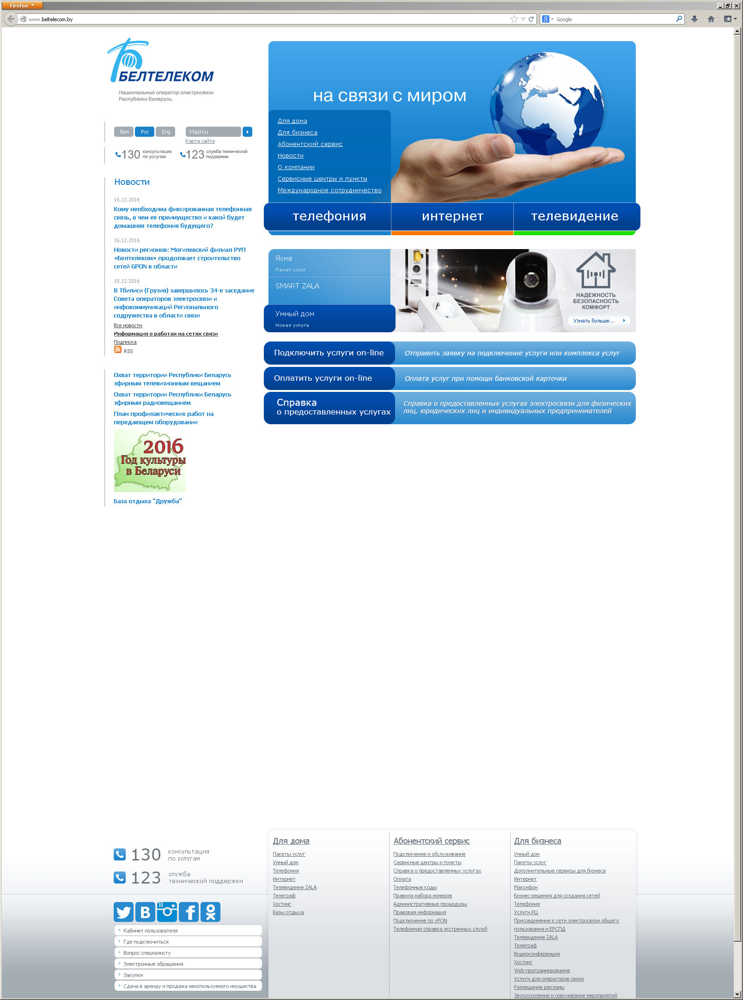 Firefox
www.beltelecom.by
Google
БЕЛТЕЛЕКОМ
Национальный оператор электросвязи
Республики Беларусь.
Бел
Рус
Eng
Найти
Карта сайта
130 консультация
по услугам
123 служба технической
поддержки
Новости
16.12.2016
Кому необходима фиксированная телефонная
связь, в чем ее преимущество и какой будет
домашняя телефония будущего?
16.12.2016
Новости регионов: Могилевский филиал РУП
«Белтелеком» продолжает строительство
сетей GPON в области
15.12.2016
В Тбилиси (Грузия) завершилось 34-е заседание
Совета операторов электросвязи и
инфокоммуникаций Регионального
содружества в области связи
Все новости
Информация о работах на сетях связи
Подписка
RSS
Охват территории Республики Беларусь
эфирным телевизионным вещанием
Охват территории Республики Беларусь
эфирным радиовещанием
План профилактических работ на
передающем оборудовании
2016
Год культуры
в Беларуси
База отдыха "Дружба"
на связи с миром
Для дома
Для бизнеса
Абонентский сервис
Новости
О компании
Сервисные центры и пункты
Международное сотрудничество
телефония
интернет
телевидение
Ясна
Пакет услуг
SMART ZALA
Умный дом
Новая услуга
LAN2
POWER
USB
НАДЕЖНОСТЬ
БЕЗОПАСНОСТЬ
КОМФОРТ
Узнать больше...
Подключить услуги on-line
Отправить заявку на подключение услуги или комплекса услуг
Оплатить услуги on-line
Оплата услуг при помощи банковской карточки
Справка
о предоставленных услугах
Справка о предоставленных услугах электросвязи для физических
лиц, юридических лиц и индивидуальных предпринимателей
130 консультация
по услугам
123 служба
технической поддержки
Кабинет пользователя
Где подключиться
Вопрос специалисту
Электронные обращения
Закупки
Сдача в аренду и продажа неиспользуемого имущества
Для дома
Пакеты услуг
Умный дом
Телефония
Интернет
Телевидение ZALA
Телеграф
Хостинг
Базы отдыха
Абонентский сервис
Подключение и обслуживание
Сервисные центры и пункты
Справка о предоставленных услугах
Оплата
Телефонные коды
Правила набора номеров
Административные процедуры
Правовая информация
Подключение по xPON
Телефонная справка экстренных служб
Для бизнеса
Умный дом
Пакеты услуг
Дополнительные сервисы для бизнеса
Интернет
Максифон
Бизнес-решения для создания сетей
Телефония
Услуги РЦ
Присоединение к сети электросвязи общего
пользования и ЕРСПД
Телевидение ZALA
Телеграф
Видеоконференция
Хостинг
Web-программирование
Услуги для операторов связи
Размещение рекламы
Звукоусиление и озвучивание мероприятий